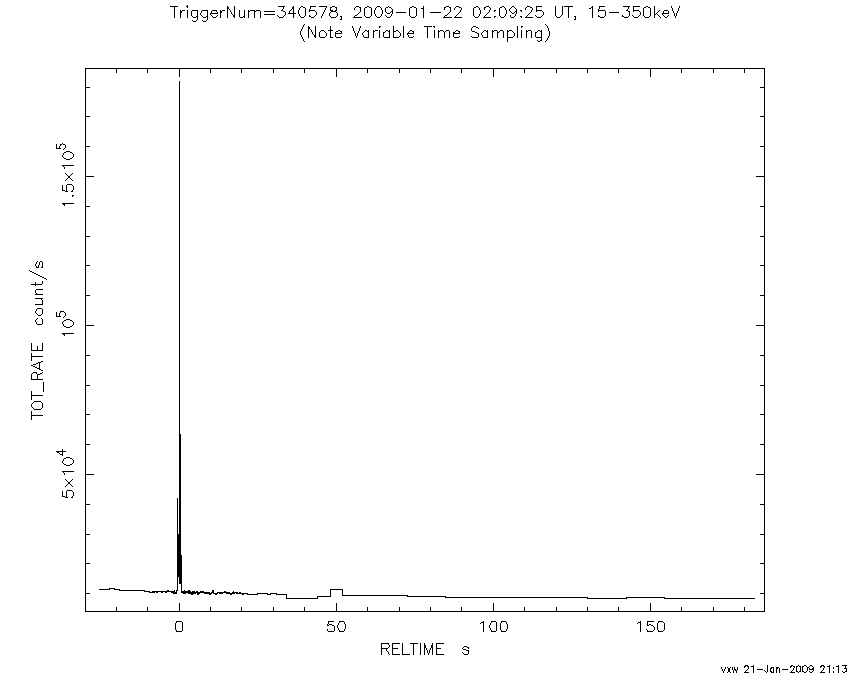 TriggerNum=340578, 2009-01-22 02:09:25 UT, 15-350keV
(Note Variable Time Sampling)
TOT_RATE count/s
1.5×10⁵
10⁵
5×10⁴
0 50 100 150
RELTIME s
vxw 21-Jan-2009 21:13